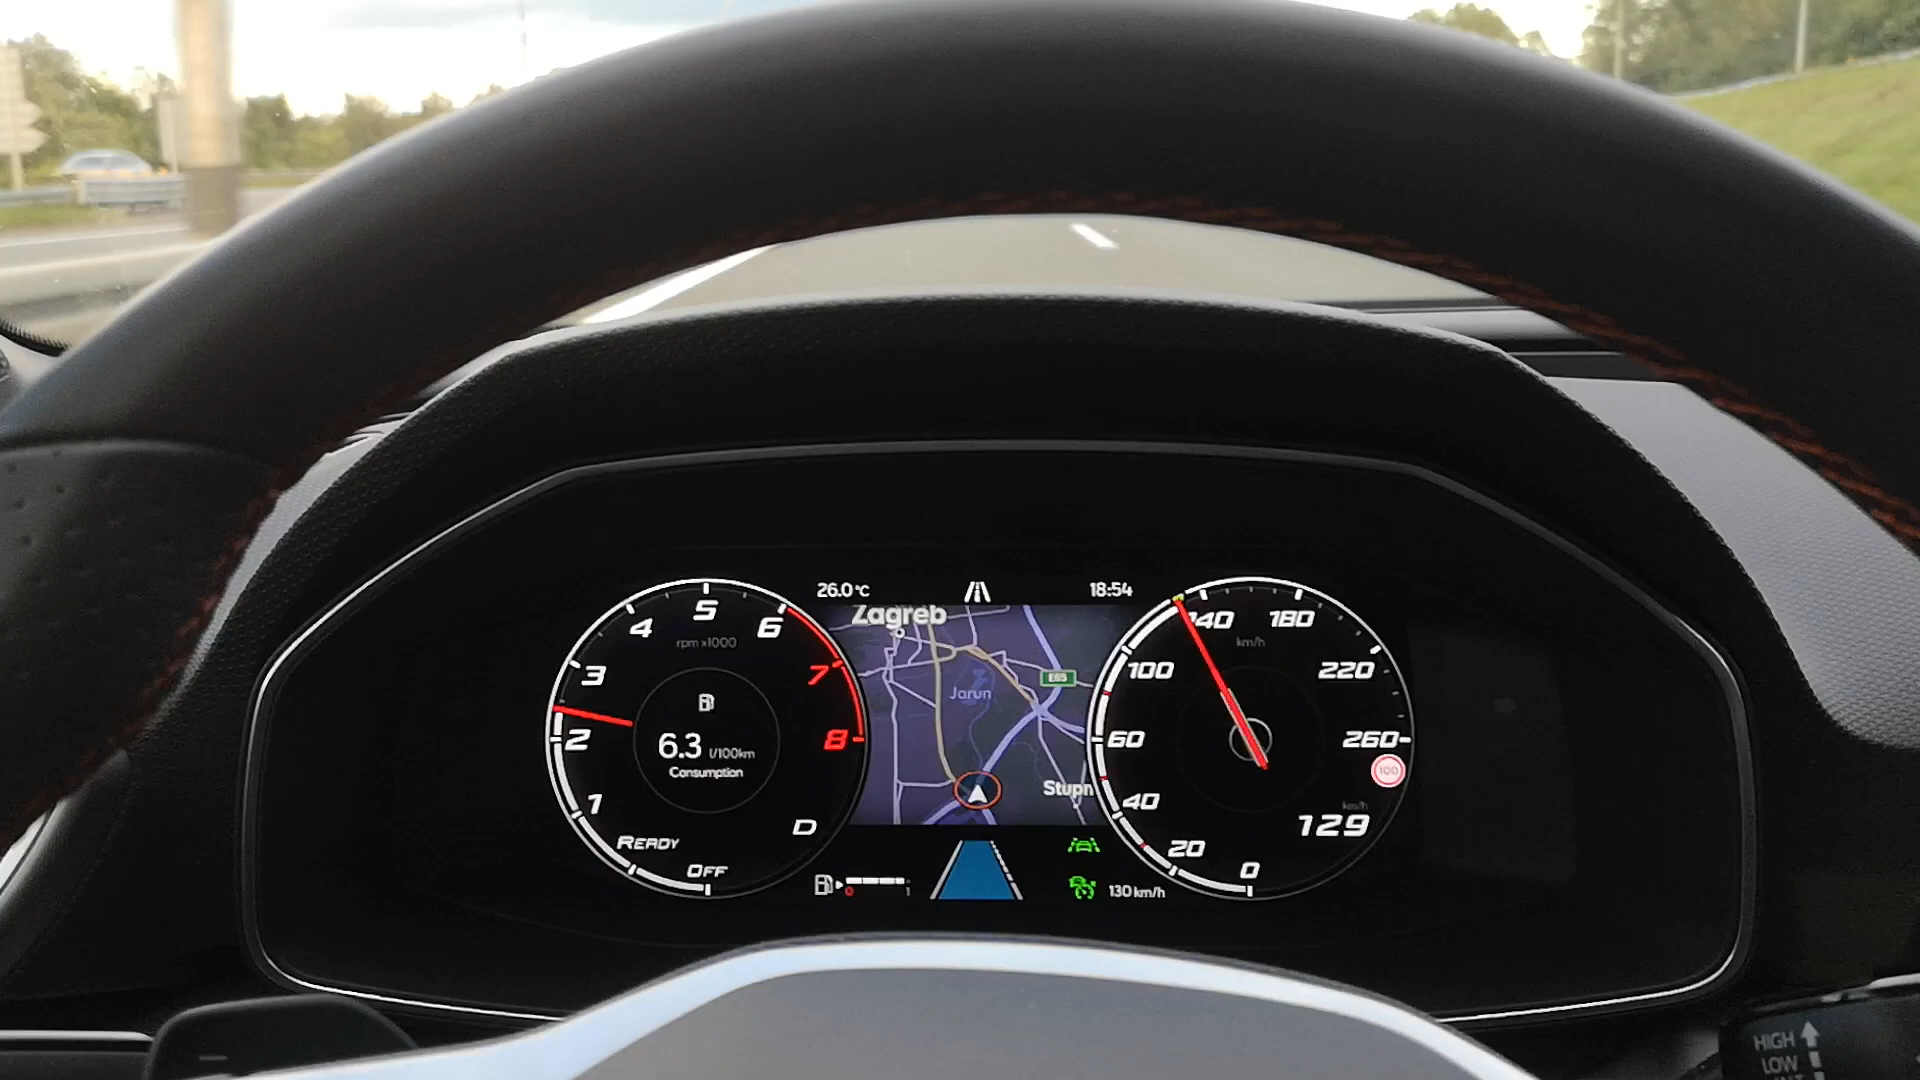 26.0°C
18:54
5
4
6
rpm x1000
3
7
2
8
6.3 l/100km
Consumption
1
D
READY
OFF
Zagreb
E65
Jarun
Stupn
0
1
130 km/h
140
180
km/h
100
220
60
260
100
40
km/h
129
20
0
HIGH
LOW